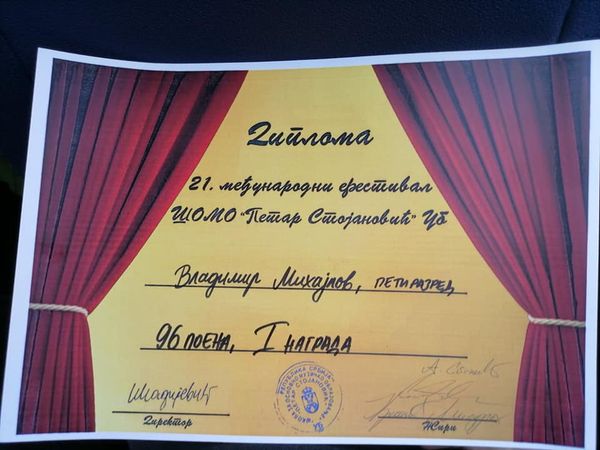 Диплома
21. међународни фестивал
ШОМО "Петар Стојановић" Уб
Владимир Михајлов, ПЕТИ РАЗРЕД
96 ПОЕНА, I НАГРАДА
Директор
Жири